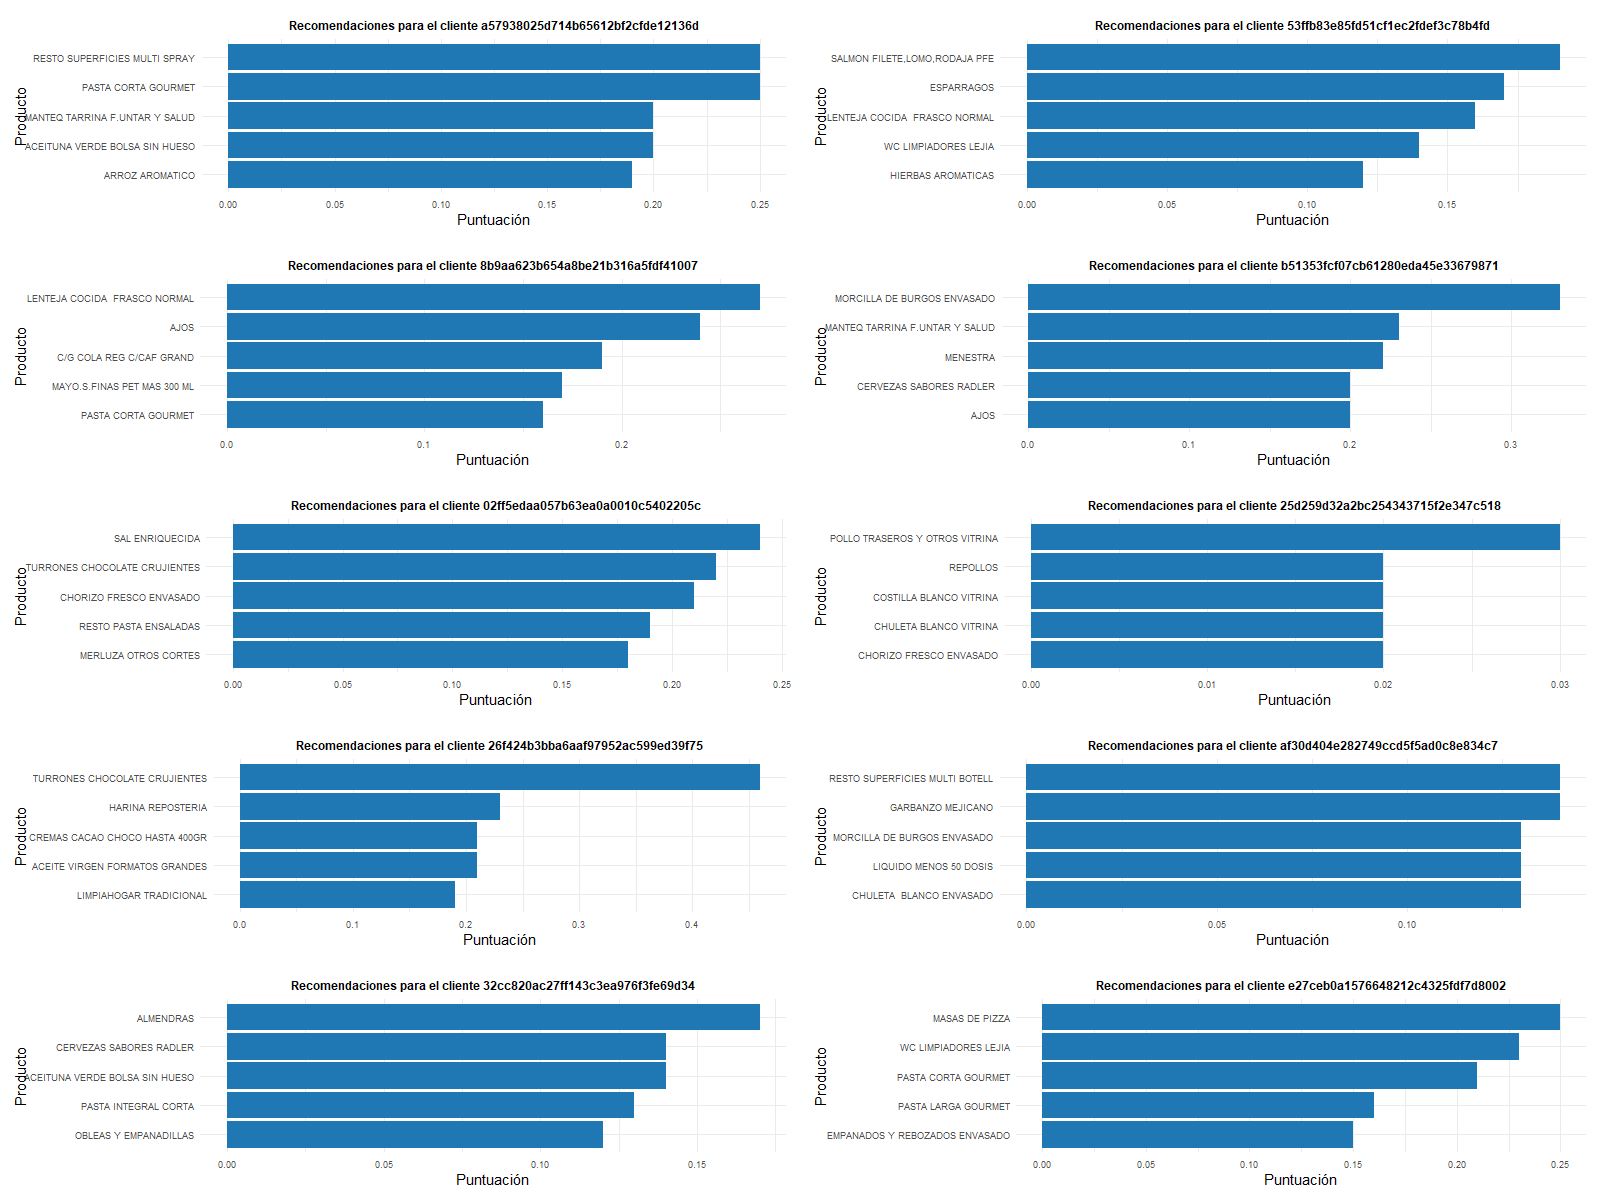 Recomendaciones para el cliente a57938025d714b65612bf2cfde12136d
Producto
RESTO SUPERFICIES MULTI SPRAY
PASTA CORTA GOURMET
MANTEQ TARRINA F.UNTAR Y SALUD
ACEITUNA VERDE BOLSA SIN HUESO
ARROZ AROMATICO
0.00 0.05 0.10 0.15 0.20 0.25
Puntuación
Recomendaciones para el cliente 53ffb83e85fd51cf1ec2fdef3c78b4fd
Producto
SALMON FILETE,LOMO,RODAJA PFE
ESPARRAGOS
LENTEJA COCIDA  FRASCO NORMAL
WC LIMPIADORES LEJIA
HIERBAS AROMATICAS
0.00 0.05 0.10 0.15
Puntuación
Recomendaciones para el cliente 8b9aa623b654a8be21b316a5fdf41007
Producto
LENTEJA COCIDA  FRASCO NORMAL
AJOS
C/G COLA REG C/CAF GRAND
MAYO.S.FINAS PET MAS 300 ML
PASTA CORTA GOURMET
0.0 0.1 0.2
Puntuación
Recomendaciones para el cliente b51353fcf07cb61280eda45e33679871
Producto
MORCILLA DE BURGOS ENVASADO
MANTEQ TARRINA F.UNTAR Y SALUD
MENESTRA
CERVEZAS SABORES RADLER
AJOS
0.0 0.1 0.2 0.3
Puntuación
Recomendaciones para el cliente 02ff5edaa057b63ea0a0010c5402205c
Producto
SAL ENRIQUECIDA
TURRONES CHOCOLATE CRUJIENTES
CHORIZO FRESCO ENVASADO
RESTO PASTA ENSALADAS
MERLUZA OTROS CORTES
0.00 0.05 0.10 0.15 0.20 0.25
Puntuación
Recomendaciones para el cliente 25d259d32a2bc254343715f2e347c518
Producto
POLLO TRASEROS Y OTROS VITRINA
REPOLLOS
COSTILLA BLANCO VITRINA
CHULETA BLANCO VITRINA
CHORIZO FRESCO ENVASADO
0.00 0.01 0.02 0.03
Puntuación
Recomendaciones para el cliente 26f424b3bba6aaf97952ac599ed39f75
Producto
TURRONES CHOCOLATE CRUJIENTES
HARINA REPOSTERIA
CREMAS CACAO CHOCO HASTA 400GR
ACEITE VIRGEN FORMATOS GRANDES
LIMPIAHOGAR TRADICIONAL
0.0 0.1 0.2 0.3 0.4
Puntuación
Recomendaciones para el cliente af30d404e282749ccd5f5ad0c8e834c7
Producto
RESTO SUPERFICIES MULTI BOTELL
GARBANZO MEJICANO
MORCILLA DE BURGOS ENVASADO
LIQUIDO MENOS 50 DOSIS
CHULETA  BLANCO ENVASADO
0.00 0.05 0.10
Puntuación
Recomendaciones para el cliente 32cc820ac27ff143c3ea976f3fe69d34
Producto
ALMENDRAS
CERVEZAS SABORES RADLER
ACEITUNA VERDE BOLSA SIN HUESO
PASTA INTEGRAL CORTA
OBLEAS Y EMPANADILLAS
0.00 0.05 0.10 0.15
Puntuación
Recomendaciones para el cliente e27ceb0a1576648212c4325fdf7d8002
Producto
MASAS DE PIZZA
WC LIMPIADORES LEJIA
PASTA CORTA GOURMET
PASTA LARGA GOURMET
EMPANADOS Y REBOZADOS ENVASADO
0.00 0.05 0.10 0.15 0.20 0.25
Puntuación